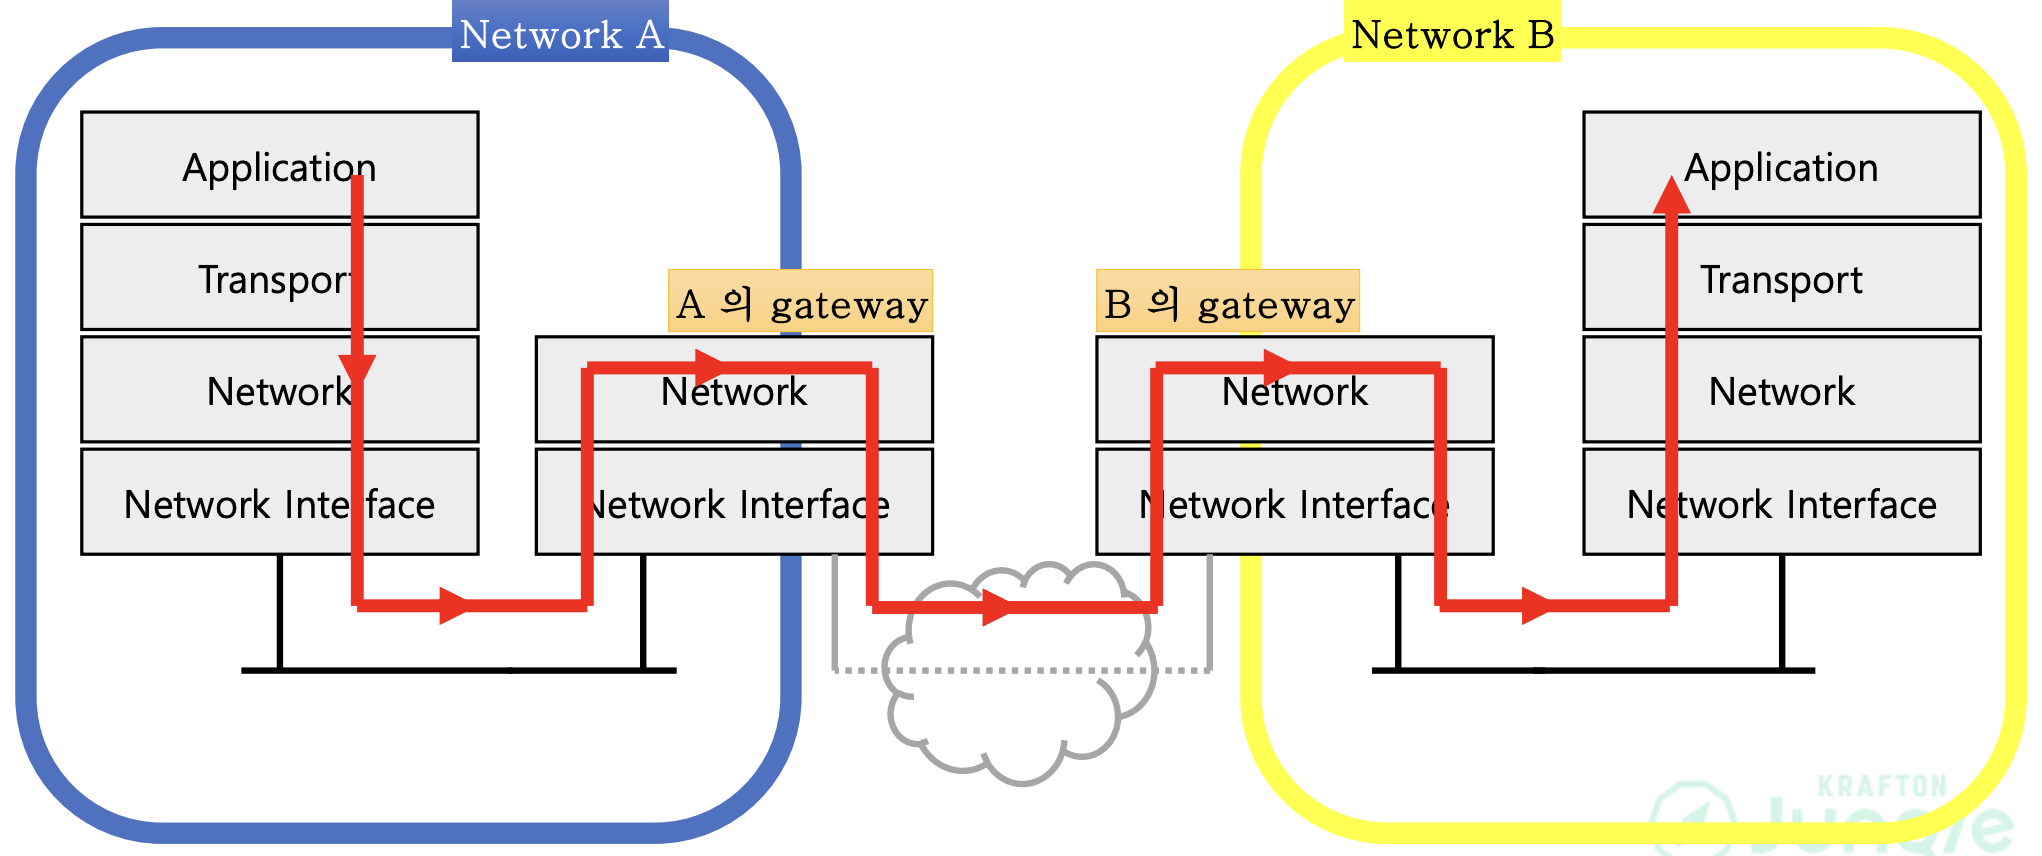 Network A
Network B
Application
Transport
Network
Network Interface
A 의 gateway
Network
Network Interface
B 의 gateway
Network
Network Interface
Application
Transport
Network
Network Interface
KRAFTON
Jungle